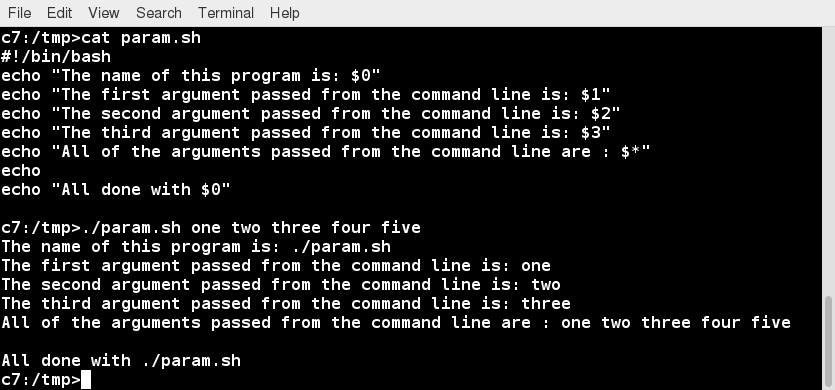 File Edit View Search Terminal Help
c7:/tmp>cat param.sh
#!/bin/bash
echo "The name of this program is: $0"
echo "The first argument passed from the command line is: $1"
echo "The second argument passed from the command line is: $2"
echo "The third argument passed from the command line is: $3"
echo "All of the arguments passed from the command line are : $*"
echo
echo "All done with $0"
c7:/tmp>./param.sh one two three four five
The name of this program is: ./param.sh
The first argument passed from the command line is: one
The second argument passed from the command line is: two
The third argument passed from the command line is: three
All of the arguments passed from the command line are : one two three four five
All done with ./param.sh
c7:/tmp>